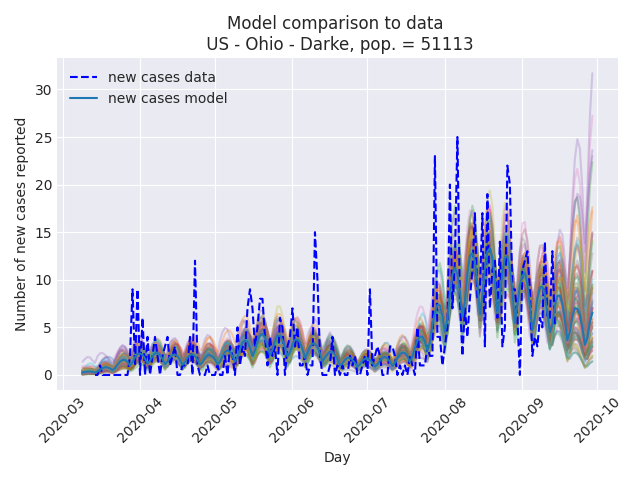 Model comparison to data
US - Ohio - Darke, pop. = 51113
new cases data
new cases model
Number of new cases reported
30
25
20
15
10
5
0
2020-03
2020-04
2020-05
2020-06
2020-07
2020-08
2020-09
2020-10
Day